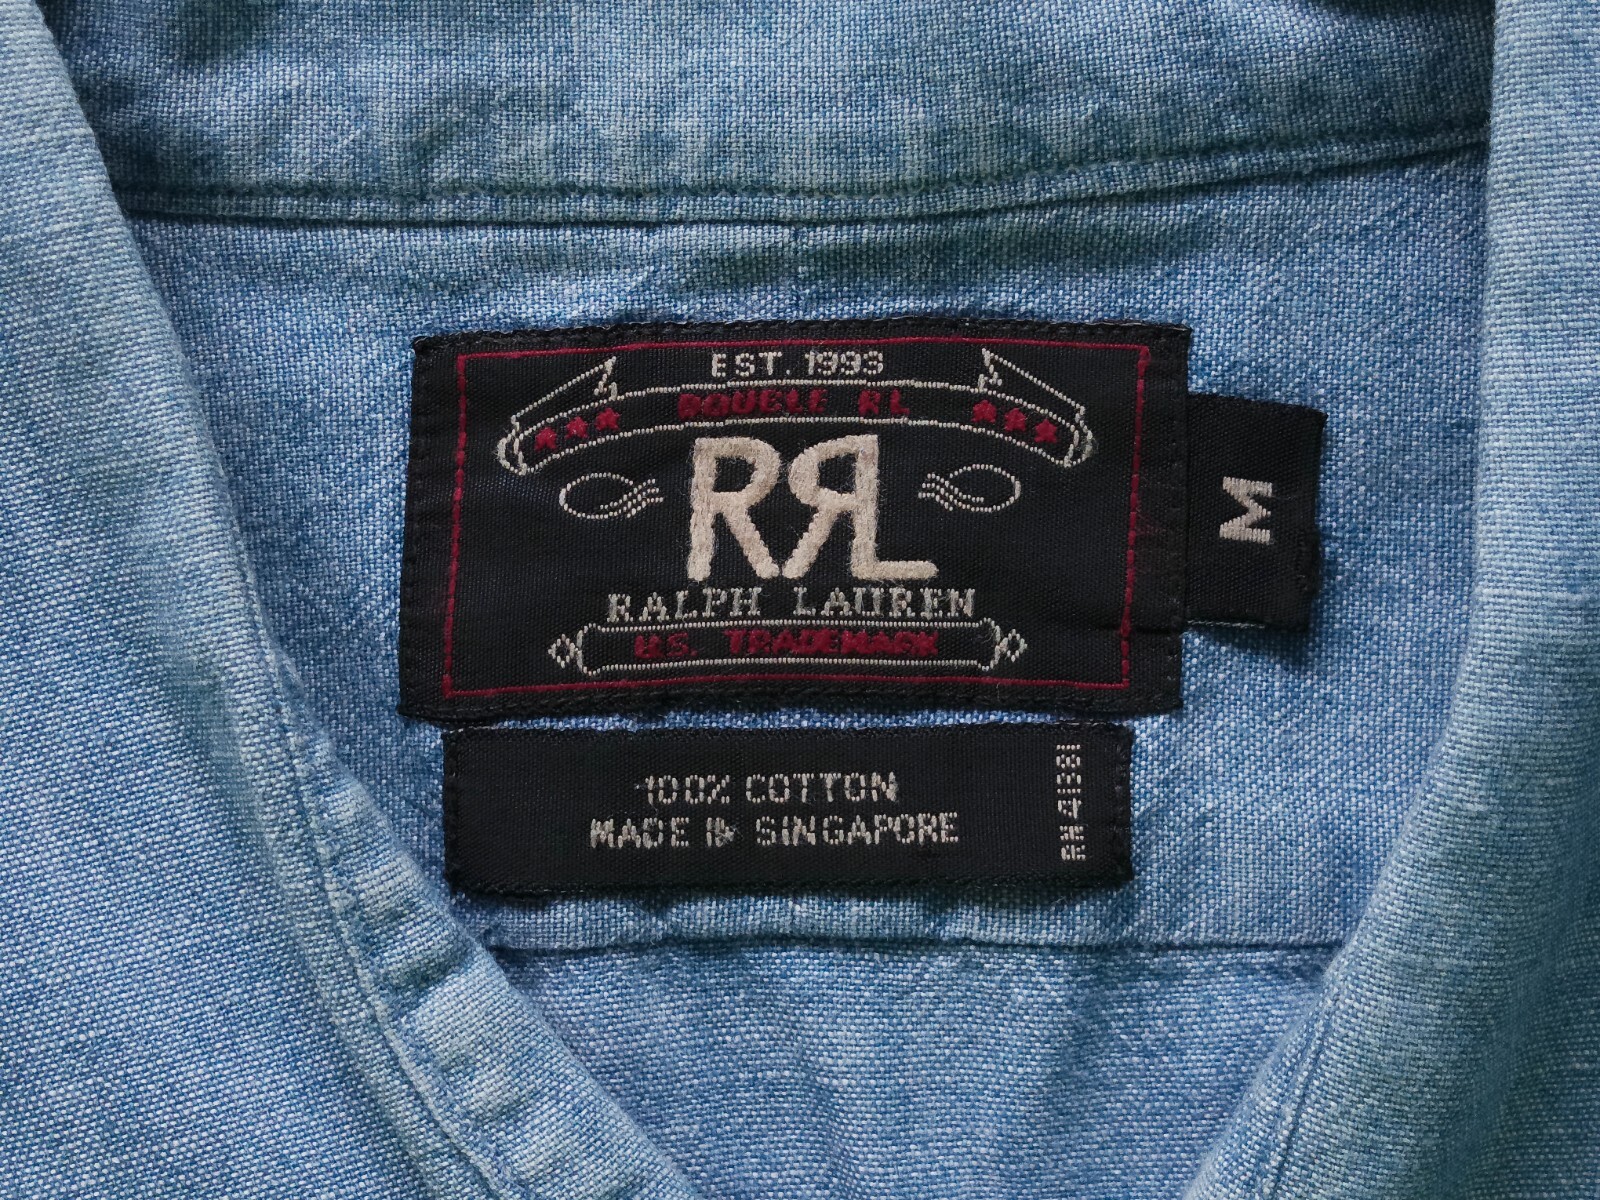 EST. 1993
DOUBLE RL
RRL
RALPH LAUREN
U.S. TRADEMARK
M
100% COTTON
MADE IN SINGAPORE